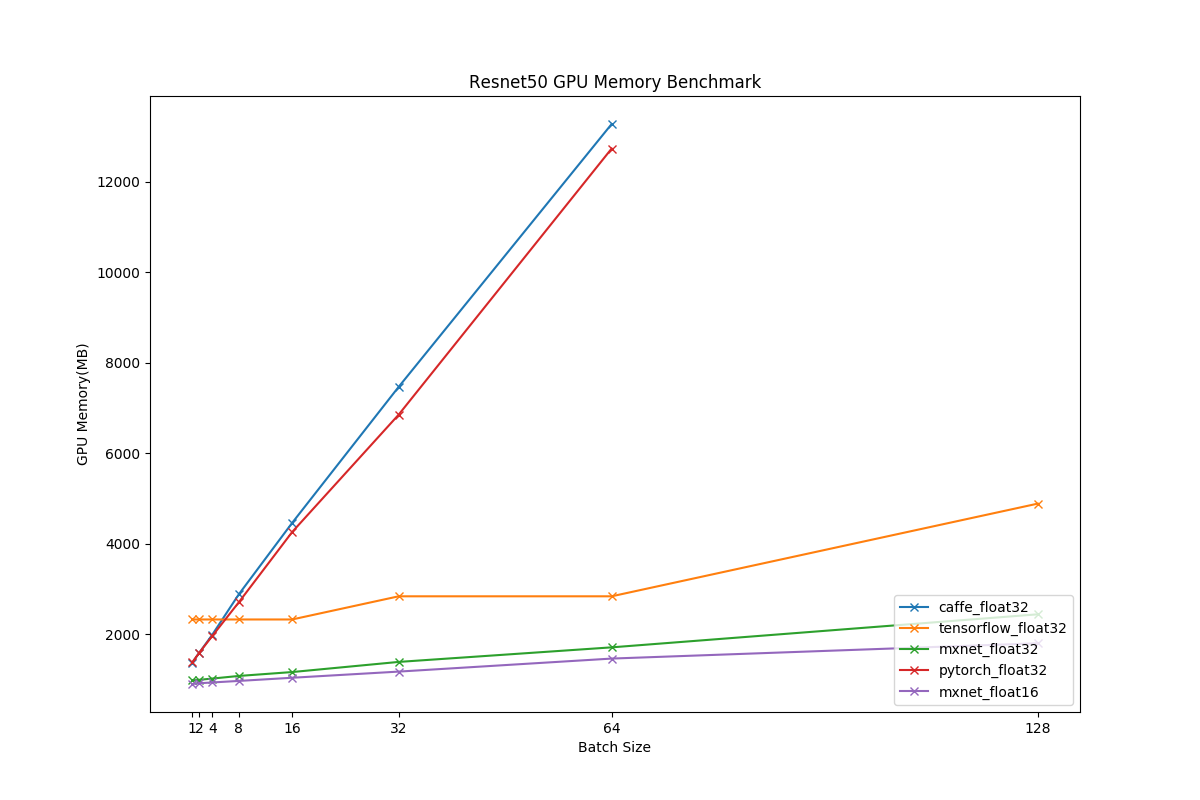 Resnet50 GPU Memory Benchmark
GPU Memory(MB)
12000
10000
8000
6000
4000
2000
1 2 4 8 16 32 64 128
Batch Size
caffe_float32
tensorflow_float32
mxnet_float32
pytorch_float32
mxnet_float16